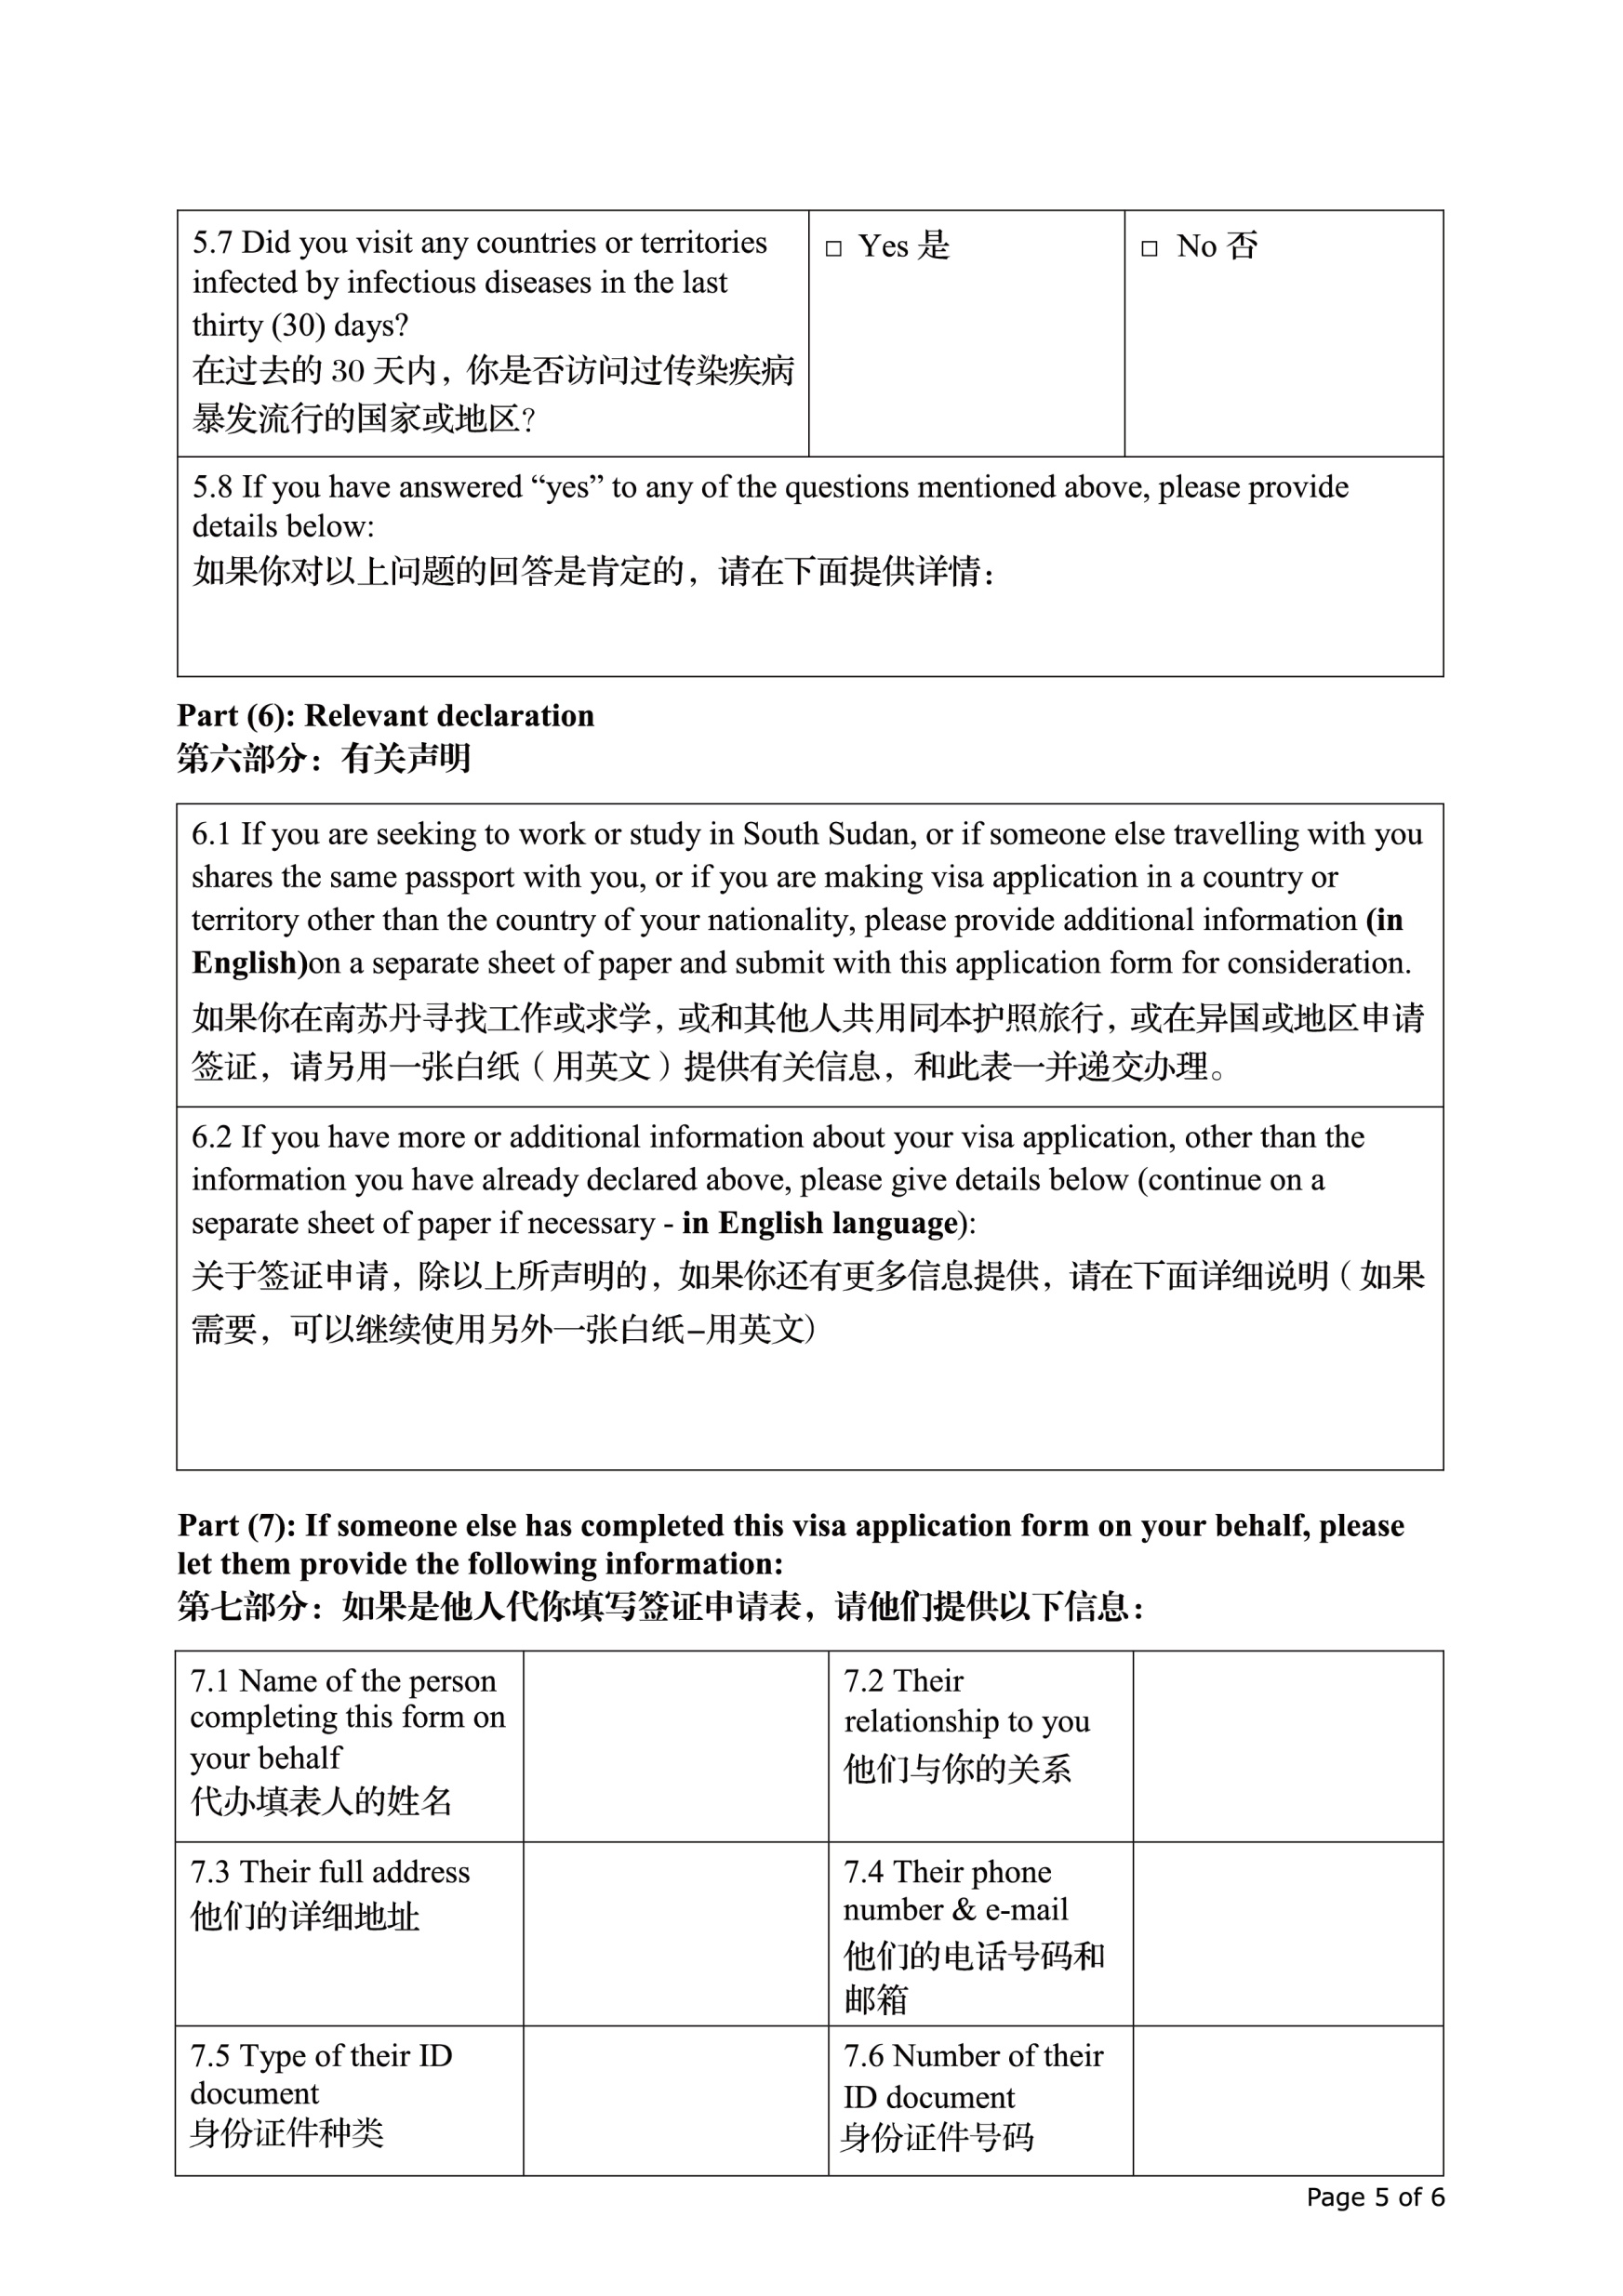 5.7 Did you visit any countries or territories
infected by infectious diseases in the last
thirty (30) days?
在过去的 30 天内，你是否访问过传染疾病
暴发流行的国家或地区？
□ Yes 是
□ No 否
5.8 If you have answered “yes” to any of the questions mentioned above, please provide
details below:
如果你对以上问题的回答是肯定的，请在下面提供详情：
Part (6): Relevant declaration
第六部分：有关声明
6.1 If you are seeking to work or study in South Sudan, or if someone else travelling with you
shares the same passport with you, or if you are making visa application in a country or
territory other than the country of your nationality, please provide additional information (in
English)on a separate sheet of paper and submit with this application form for consideration.
如果你在南苏丹寻找工作或求学，或和其他人共用同本护照旅行，或在异国或地区申请
签证，请另用一张白纸（用英文）提供有关信息，和此表一并递交办理。
6.2 If you have more or additional information about your visa application, other than the
information you have already declared above, please give details below (continue on a
separate sheet of paper if necessary - in English language):
关于签证申请，除以上所声明的，如果你还有更多信息提供，请在下面详细说明（如果
需要，可以继续使用另外一张白纸–用英文)
Part (7): If someone else has completed this visa application form on your behalf, please
let them provide the following information:
第七部分：如果是他人代你填写签证申请表，请他们提供以下信息：
7.1 Name of the person
completing this form on
your behalf
代办填表人的姓名
7.2 Their
relationship to you
他们与你的关系
7.3 Their full address
他们的详细地址
7.4 Their phone
number & e-mail
他们的电话号码和
邮箱
7.5 Type of their ID
document
身份证件种类
7.6 Number of their
ID document
身份证件号码
Page 5 of 6